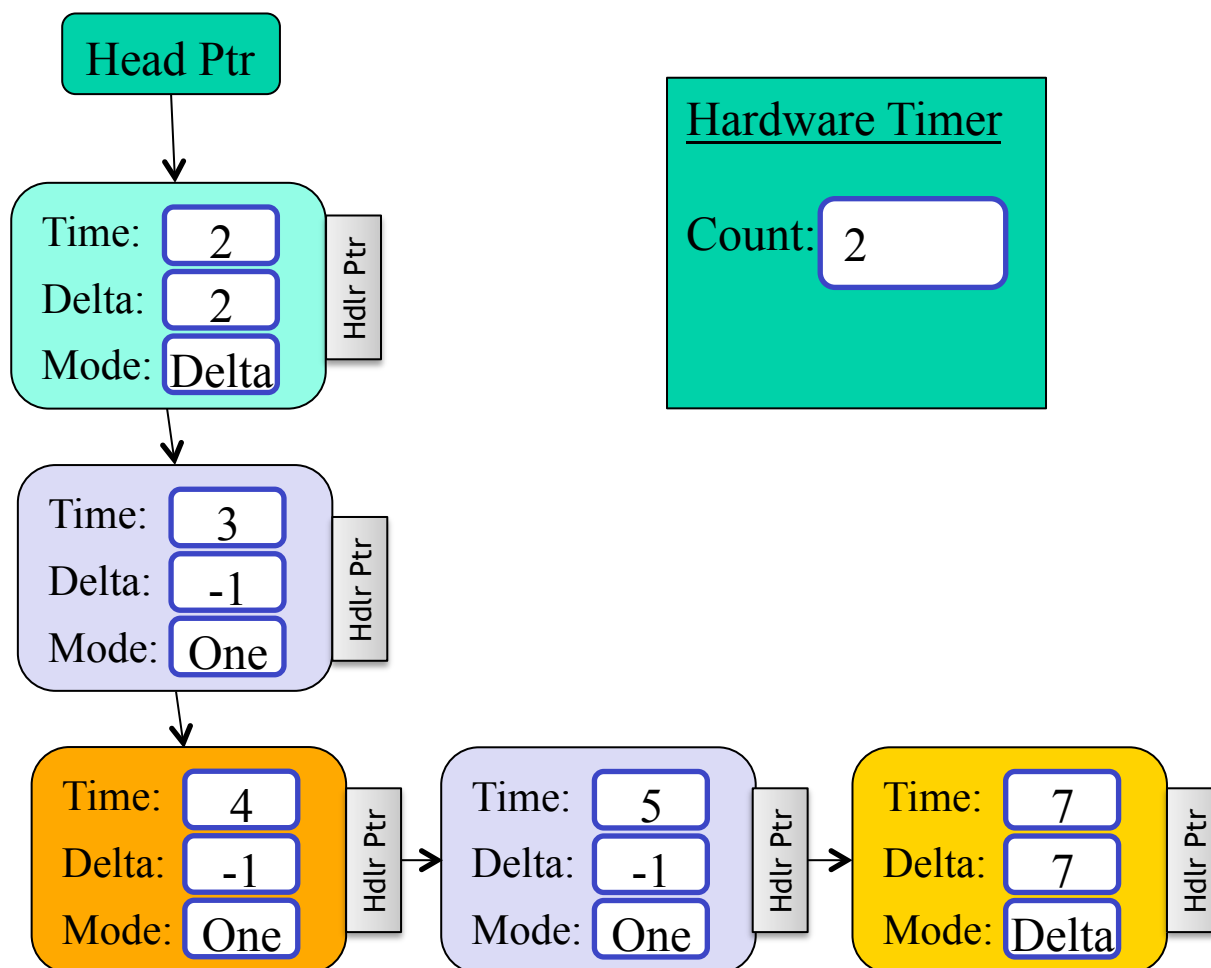 Head Ptr
Hardware Timer
Count: 2
Time: 2
Delta: 2
Mode: Delta
Hdlr Ptr
Time: 3
Delta: -1
Mode: One
Hdlr Ptr
Time: 4
Delta: -1
Mode: One
Hdlr Ptr
Time: 5
Delta: -1
Mode: One
Hdlr Ptr
Time: 7
Delta: 7
Mode: Delta
Hdlr Ptr